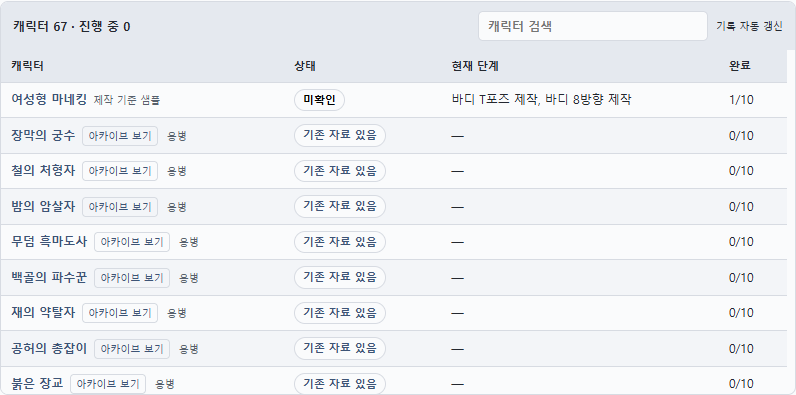 캐릭터 67 · 진행 중 0 캐릭터 검색 기록 자동 갱신
캐릭터 상태 현재 단계 완료
여성형 마네킹 제작 기준 샘플 미확인 바디 T포즈 제작, 바디 8방향 제작 1/10
장막의 궁수 아카이브 보기 용병 기존 자료 있음 — 0/10
철의 처형자 아카이브 보기 용병 기존 자료 있음 — 0/10
밤의 암살자 아카이브 보기 용병 기존 자료 있음 — 0/10
무덤 흑마도사 아카이브 보기 용병 기존 자료 있음 — 0/10
백골의 파수꾼 아카이브 보기 용병 기존 자료 있음 — 0/10
재의 약탈자 아카이브 보기 용병 기존 자료 있음 — 0/10
공허의 총잡이 아카이브 보기 용병 기존 자료 있음 — 0/10
붉은 장교 아카이브 보기 용병 기존 자료 있음 — 0/10